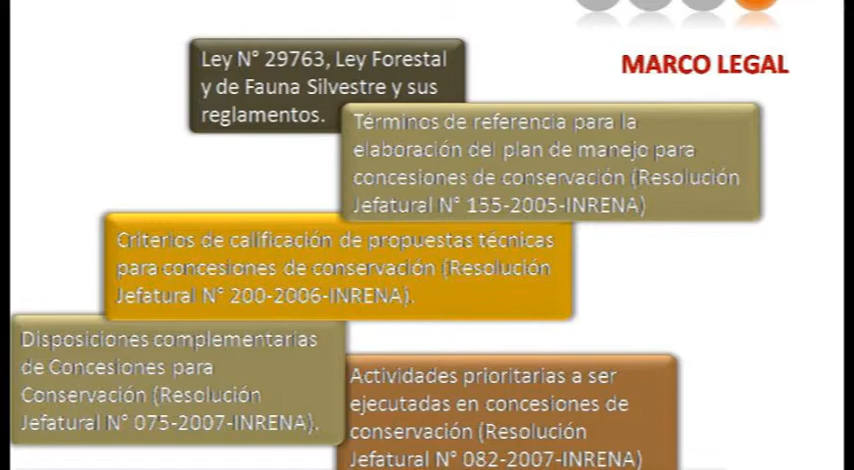 MARCO LEGAL
Ley N° 29763, Ley Forestal
y de Fauna Silvestre y sus
reglamentos.
Términos de referencia para la
elaboración del plan de manejo para
concesiones de conservación (Resolución
Jefatural N° 155-2005-INRENA)
Criterios de calificación de propuestas técnicas
para concesiones de conservación (Resolución
Jefatural N° 200-2006-INRENA).
Disposiciones complementarias
de Concesiones para
Conservación (Resolución
Jefatural N° 075-2007-INRENA).
Actividades prioritarias a ser
ejecutadas en concesiones de
conservación (Resolución
Jefatural N° 082-2007-INRENA)